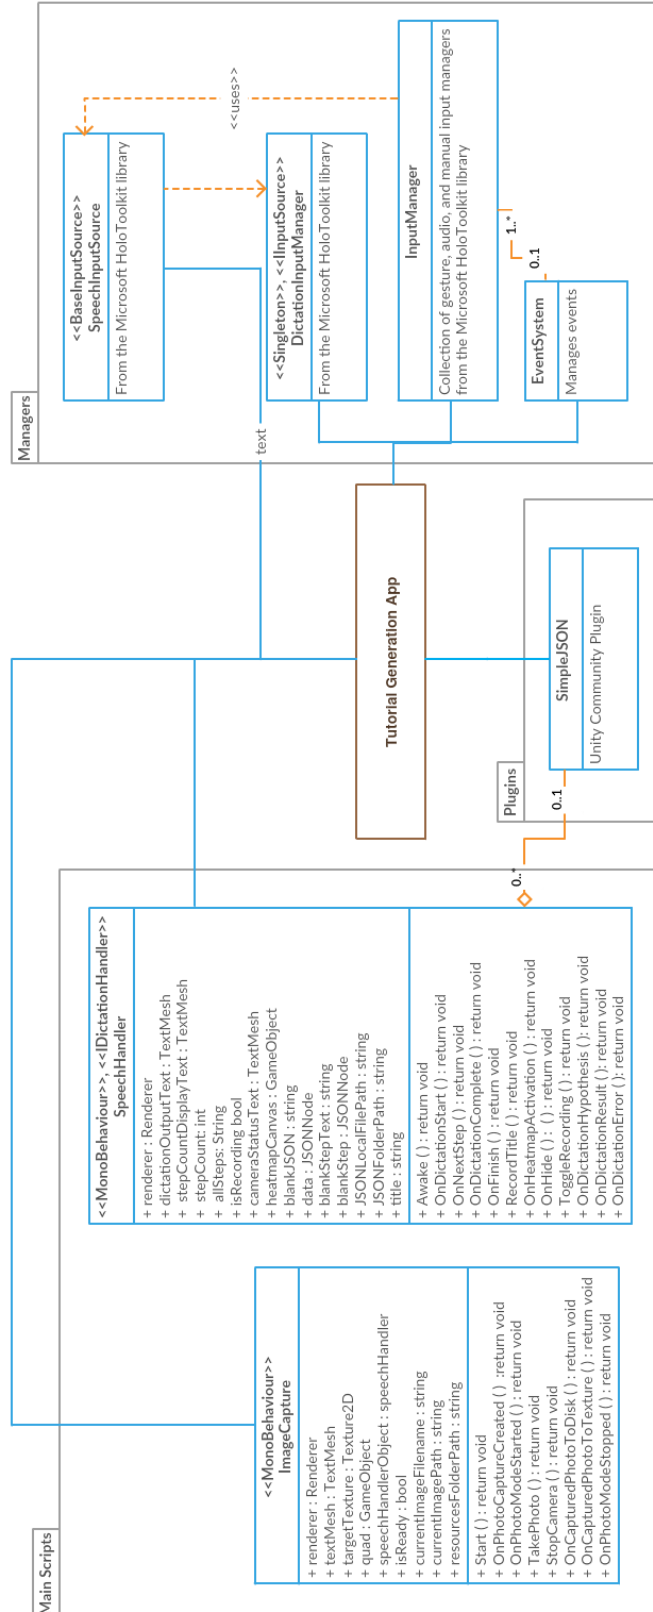 Main Scripts
<<MonoBehaviour>>
ImageCapture
+ renderer : Renderer
+ textMesh : TextMesh
+ targetTexture : Texture2D
+ quad : GameObject
+ speechHandlerObject : speechHandler
+ isReady : bool
+ currentImageFilename : string
+ currentImagePath : string
+ resourcesFolderPath : string
+ Start ( ) : return void
+ OnPhotoCaptureCreated ( ) :return void
+ OnPhotoModeStarted ( ) : return void
+ TakePhoto ( ) : return void
+ StopCamera ( ) : return void
+ OnCapturedPhotoToDisk ( ) : return void
+ OnCapturedPhotoToTexture ( ) : return void
+ OnPhotoModeStopped ( ) : return void
<<MonoBehaviour>>, <<IDictationHandler>>
SpeechHandler
+ renderer : Renderer
+ dictationOutputText : TextMesh
+ stepCountDisplayText : TextMesh
+ stepCount: int
+ allSteps: String
+ isRecording bool
+ cameraStatusText : TextMesh
+ heatmapCanvas : GameObject
+ blankJSON : string
+ data : JSONNode
+ blankStepText : string
+ blankStep : JSONNode
+ JSONLocalFilePath : string
+ JSONFolderPath : string
+ title : string
+ Awake ( ) : return void
+ OnDictationStart ( ) : return void
+ OnNextStep ( ) : return void
+ OnDictationComplete ( ) : return void
+ OnFinish ( ) : return void
+ RecordTitle ( ) : return void
+ OnHeatmapActivation ( ) : return void
+ OnHide ( ) : ( ) : return void
+ ToggleRecording ( ) : return void
+ OnDictationHypothesis ( ): return void
+ OnDictationResult ( ): return void
+ OnDictationError ( ): return void
0..*
0..1
Plugins
SimpleJSON
Unity Community Plugin
Tutorial Generation App
text
Managers
<<BaseInputSource>>
SpeechInputSource
From the Microsoft HoloToolkit library
<<Singleton>>, <<IInputSource>>
DictationInputManager
From the Microsoft HoloToolkit library
<<uses>>
InputManager
Collection of gesture, audio, and manual input managers
from the Microsoft HoloToolkit library
1..*
0..1
EventSystem
Manages events